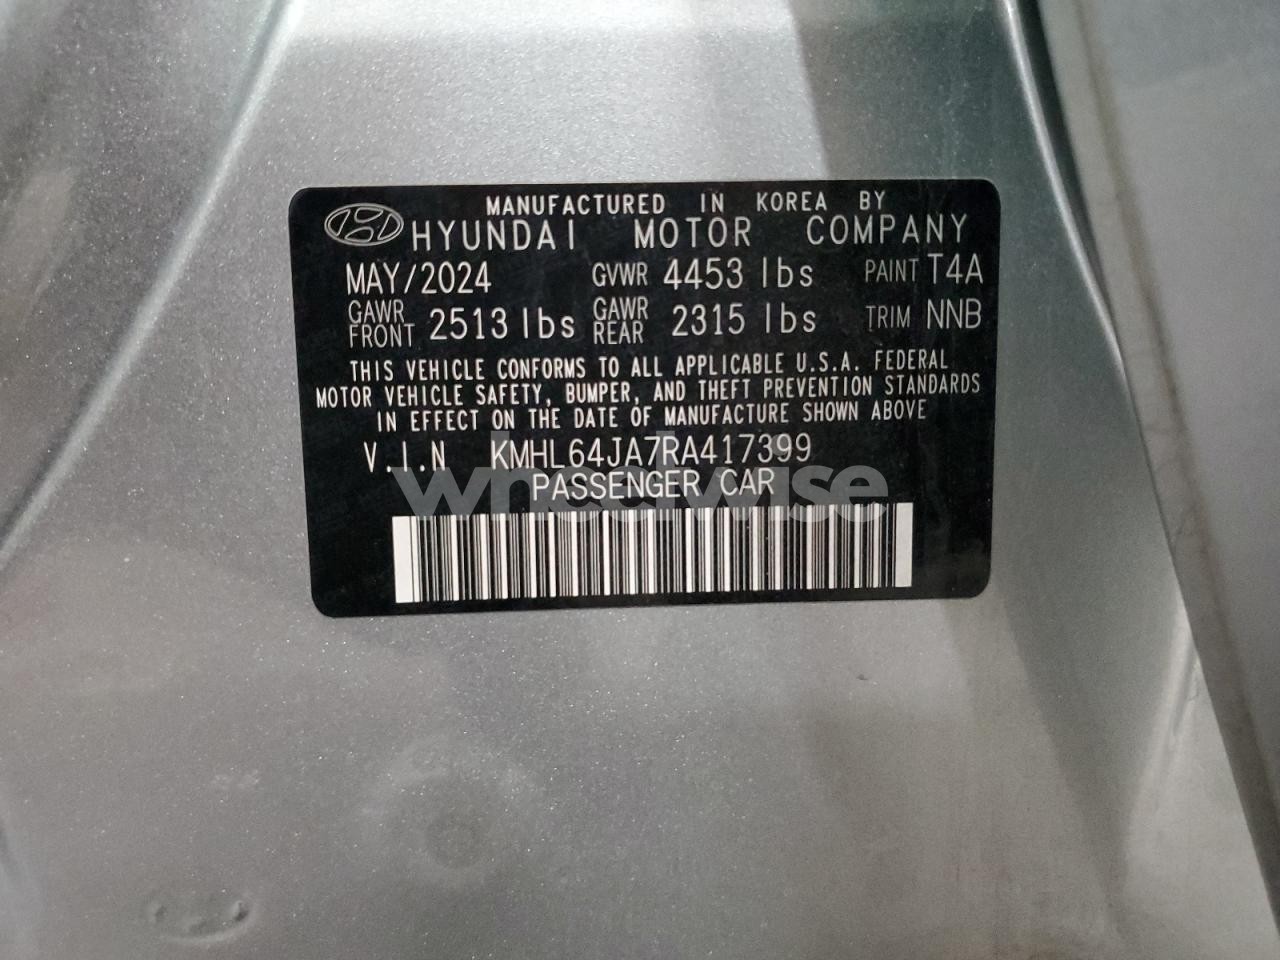 MANUFACTURED IN KOREA BY
HYUNDAI MOTOR COMPANY
MAY/2024 GVWR 4453 lbs PAINT T4A
GAWR FRONT 2513 lbs GAWR REAR 2315 lbs TRIM NNB
THIS VEHICLE CONFORMS TO ALL APPLICABLE U.S.A. FEDERAL
MOTOR VEHICLE SAFETY, BUMPER, AND THEFT PREVENTION STANDARDS
IN EFFECT ON THE DATE OF MANUFACTURE SHOWN ABOVE
V.I.N KMHL64JA7RA417399
wheelwise
PASSENGER CAR